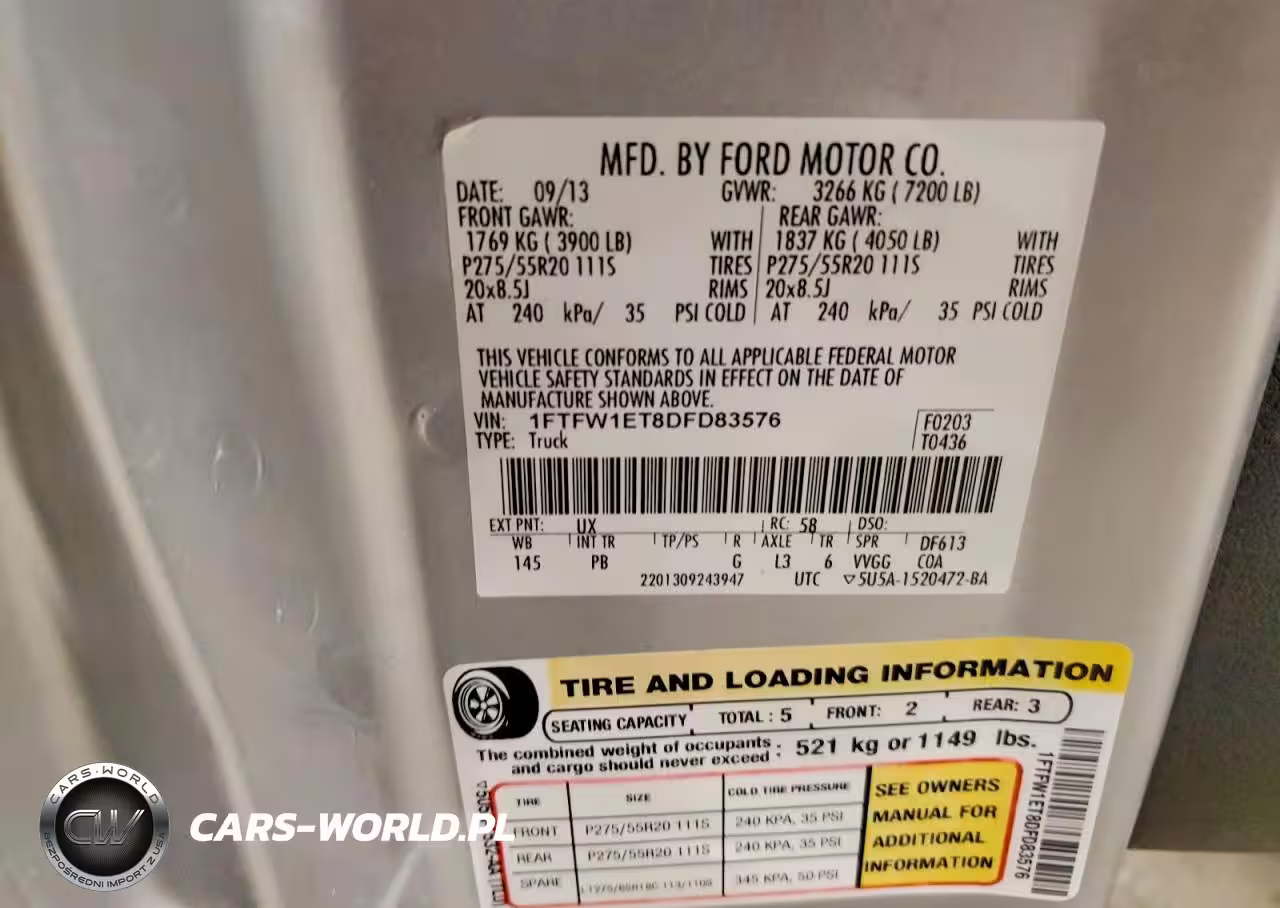 MFD. BY FORD MOTOR CO.
DATE: 09/13 GVWR: 3266 KG ( 7200 LB)
FRONT GAWR: REAR GAWR:
1769 KG ( 3900 LB) WITH 1837 KG ( 4050 LB) WITH
P275/55R20 111S TIRES P275/55R20 111S TIRES
20x8.5J RIMS 20x8.5J RIMS
AT 240 kPa/ 35 PSI COLD AT 240 kPa/ 35 PSI COLD
THIS VEHICLE CONFORMS TO ALL APPLICABLE FEDERAL MOTOR
VEHICLE SAFETY STANDARDS IN EFFECT ON THE DATE OF
MANUFACTURE SHOWN ABOVE.
VIN: 1FTFW1ET8DFD83576 F0203
TYPE: Truck T0436
EXT PNT: UX RC: 58 DSO:
WB INT TR TP/PS R AXLE TR SPR DF613
145 PB G L3 6 VVGG COA
2201309243947 UTC ▽5U5A-1520472-BA
TIRE AND LOADING INFORMATION
SEATING CAPACITY TOTAL : 5 FRONT: 2 REAR: 3
The combined weight of occupants
and cargo should never exceed : 521 kg or 1149 lbs.
TIRE SIZE COLD TIRE PRESSURE
FRONT P275/55R20 111S 240 KPA, 35 PSI
REAR P275/55R20 111S 240 KPA, 35 PSI
SPARE 345 KPA, 50 PSI
SEE OWNERS
MANUAL FOR
ADDITIONAL
INFORMATION
1FTFW1ET8DFD83576
CARS-WORLD
CW
BEZPOŚREDNI IMPORT Z USA
CARS-WORLD.PL